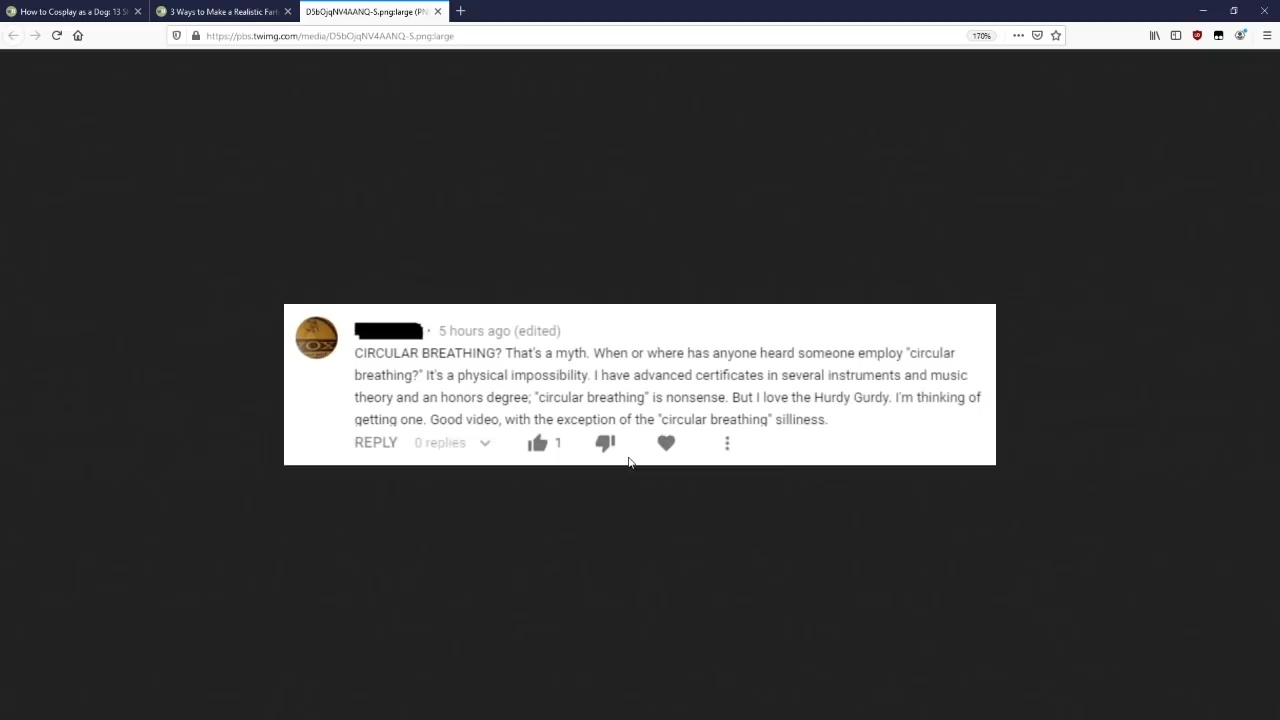 How to Cosplay as a Dog: 13 S
3 Ways to Make a Realistic Fart
D5bOjqNV4AANQ-S.png:large (PN
https://pbs.twimg.com/media/D5bOjqNV4AANQ-S.png:large
170%
5 hours ago (edited)
CIRCULAR BREATHING? That's a myth. When or where has anyone heard someone employ "circular
breathing?" It's a physical impossibility. I have advanced certificates in several instruments and music
theory and an honors degree; "circular breathing" is nonsense. But I love the Hurdy Gurdy. I'm thinking of
getting one. Good video, with the exception of the "circular breathing" silliness.
REPLY 0 replies 1